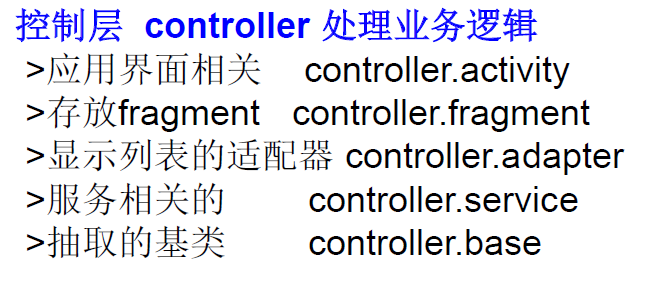 控制层 controller 处理业务逻辑
>应用界面相关 controller.activity
>存放fragment controller.fragment
>显示列表的适配器 controller.adapter
>服务相关的 controller.service
>抽取的基类 controller.base